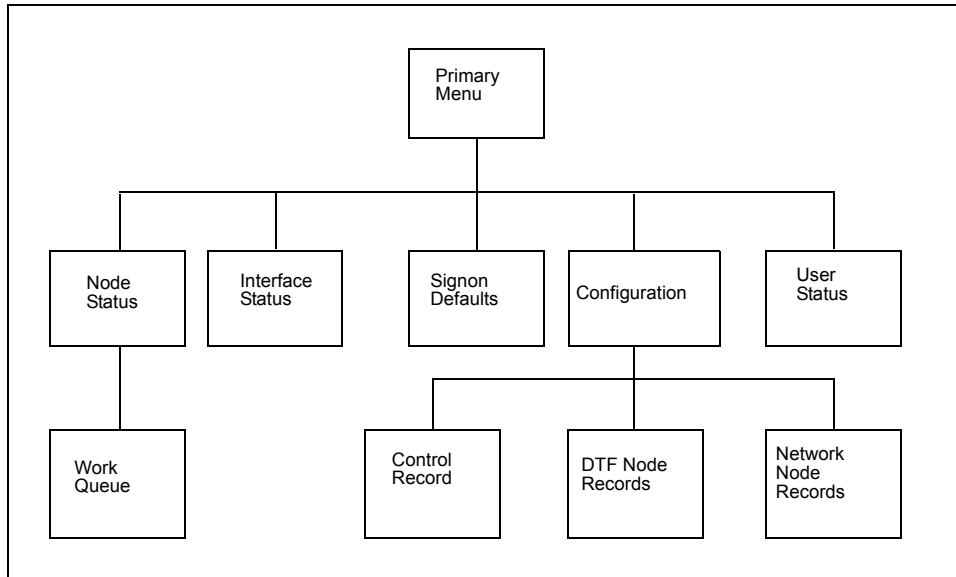 Primary
Menu
Node
Status
Interface
Status
Signon
Defaults
Configuration
User
Status
Work
Queue
Control
Record
DTF Node
Records
Network
Node
Records